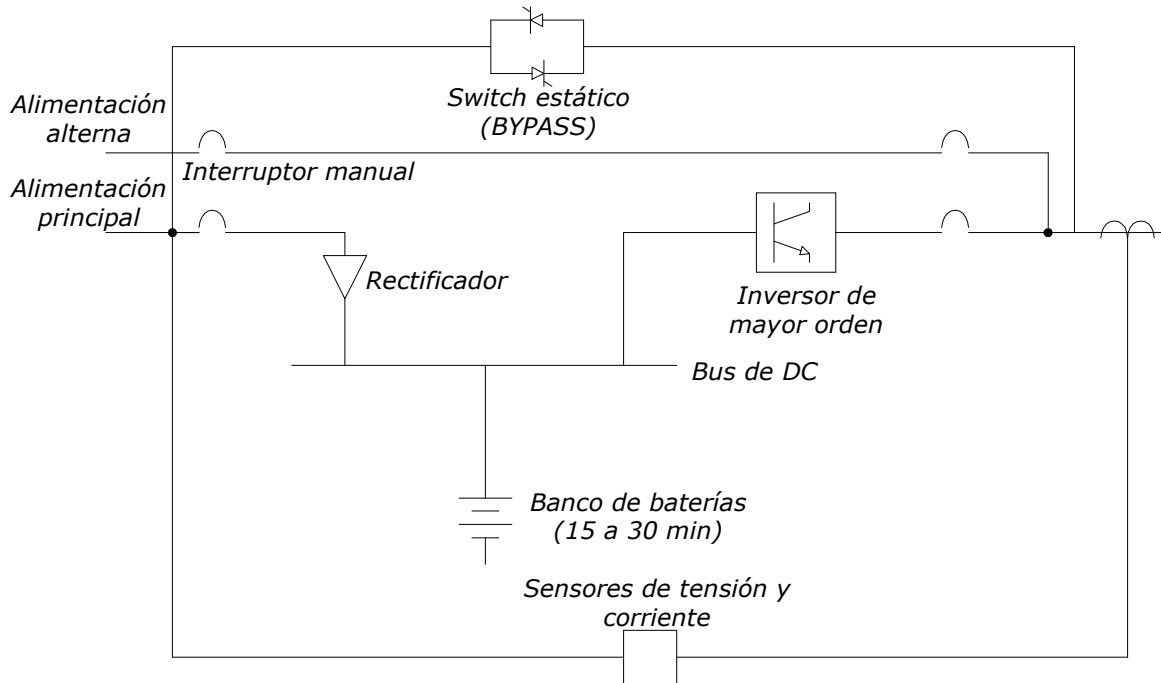 Switch estático
(BYPASS)
Alimentación
alterna
Interruptor manual
Alimentación
principal
Rectificador
Inversor de
mayor orden
Bus de DC
Banco de baterías
(15 a 30 min)
Sensores de tensión y
corriente